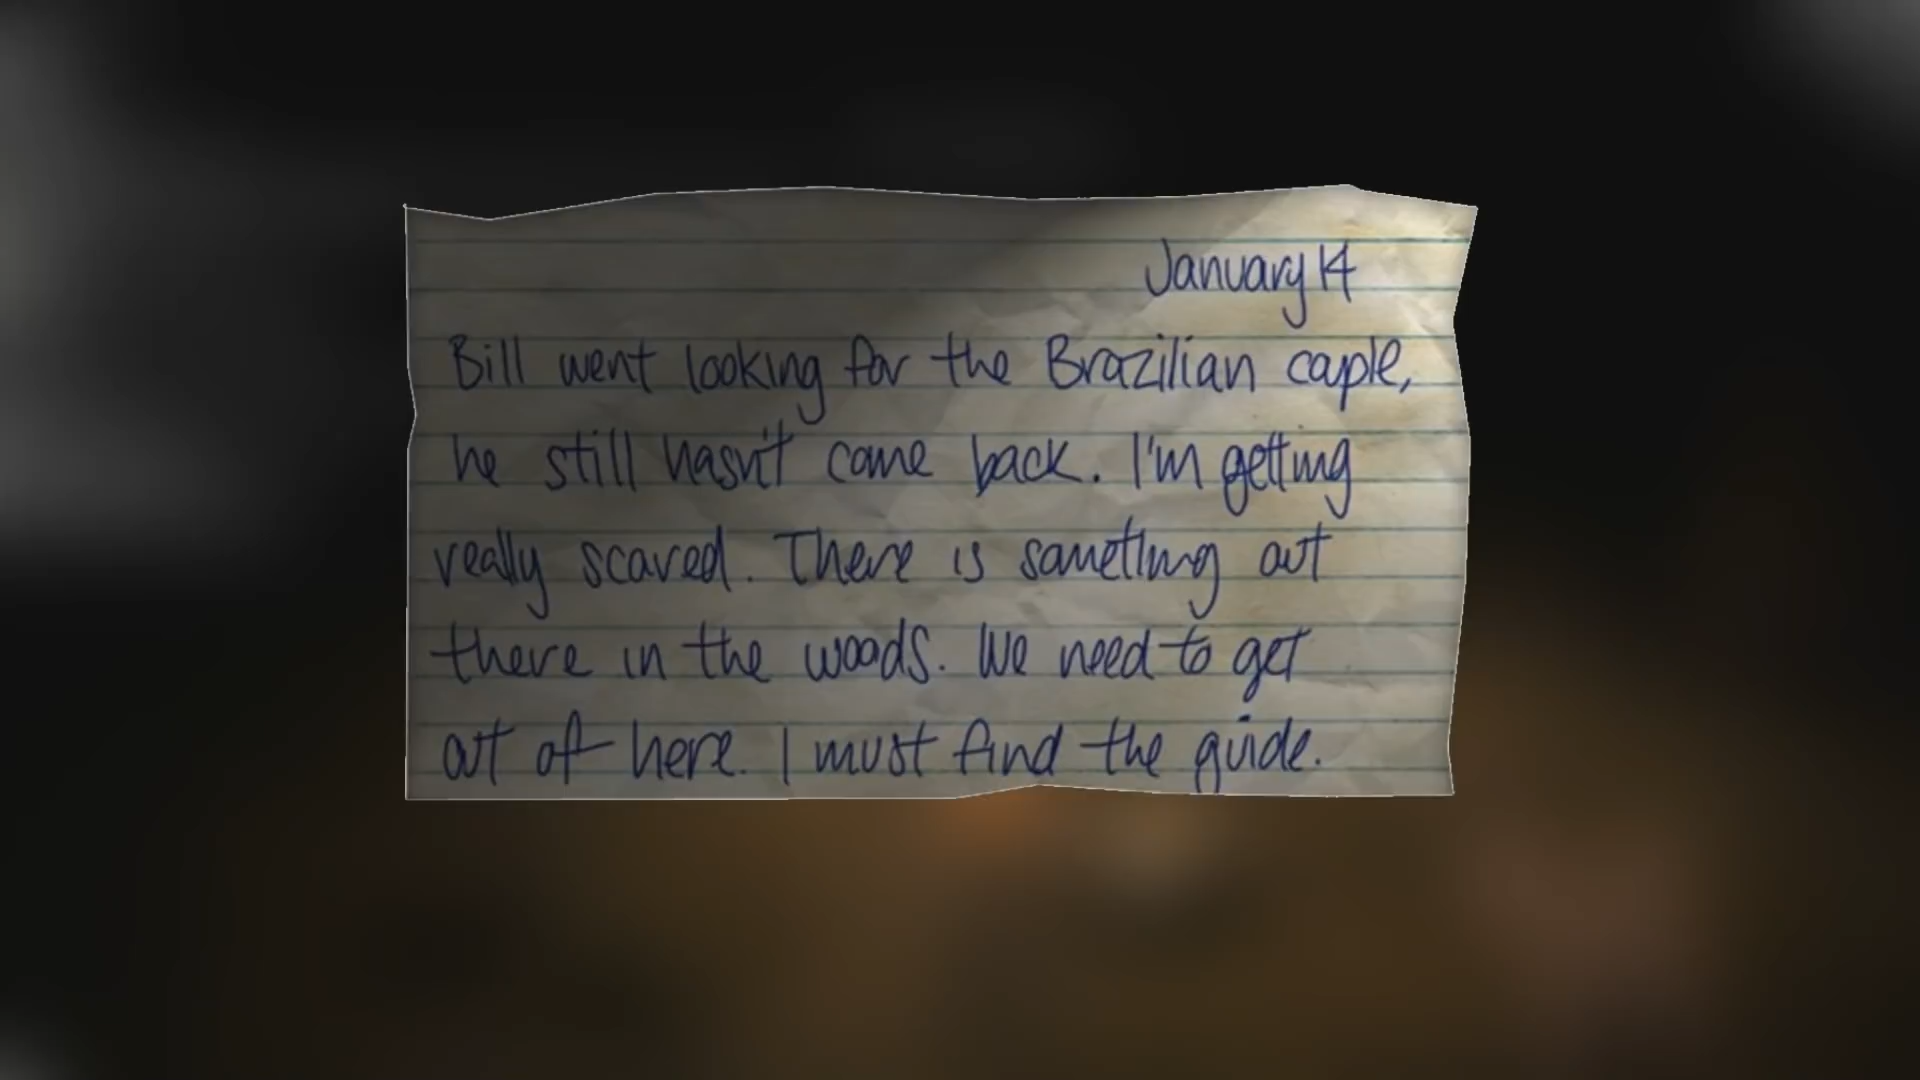 January 14
Bill went looking for the Brazilian couple,
he still hasn't come back. I'm getting
really scared. There is something out
there in the woods. We need to get
out of here. I must find the guide.